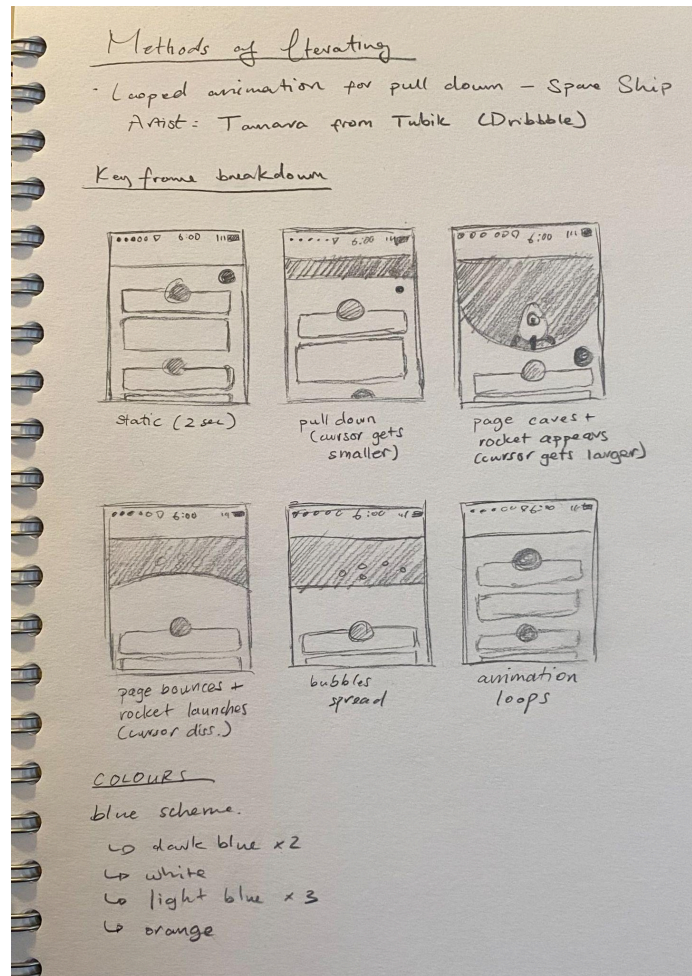 Methods of Iterating
· Looped animation for pull down – Space Ship
Artist: Tamara from Tubik (Dribbble)
Key frame breakdown
6:00
6:00
6:00
static (2 sec)
pull down
(cursor gets
smaller)
page caves +
rocket appears
(cursor gets larger)
6:00
6:00
6:00
page bounces +
rocket launches
(cursor diss.)
bubbles
spread
animation
loops
COLOURS
blue scheme.
↳ dark blue x2
↳ white
↳ light blue x 3
↳ orange